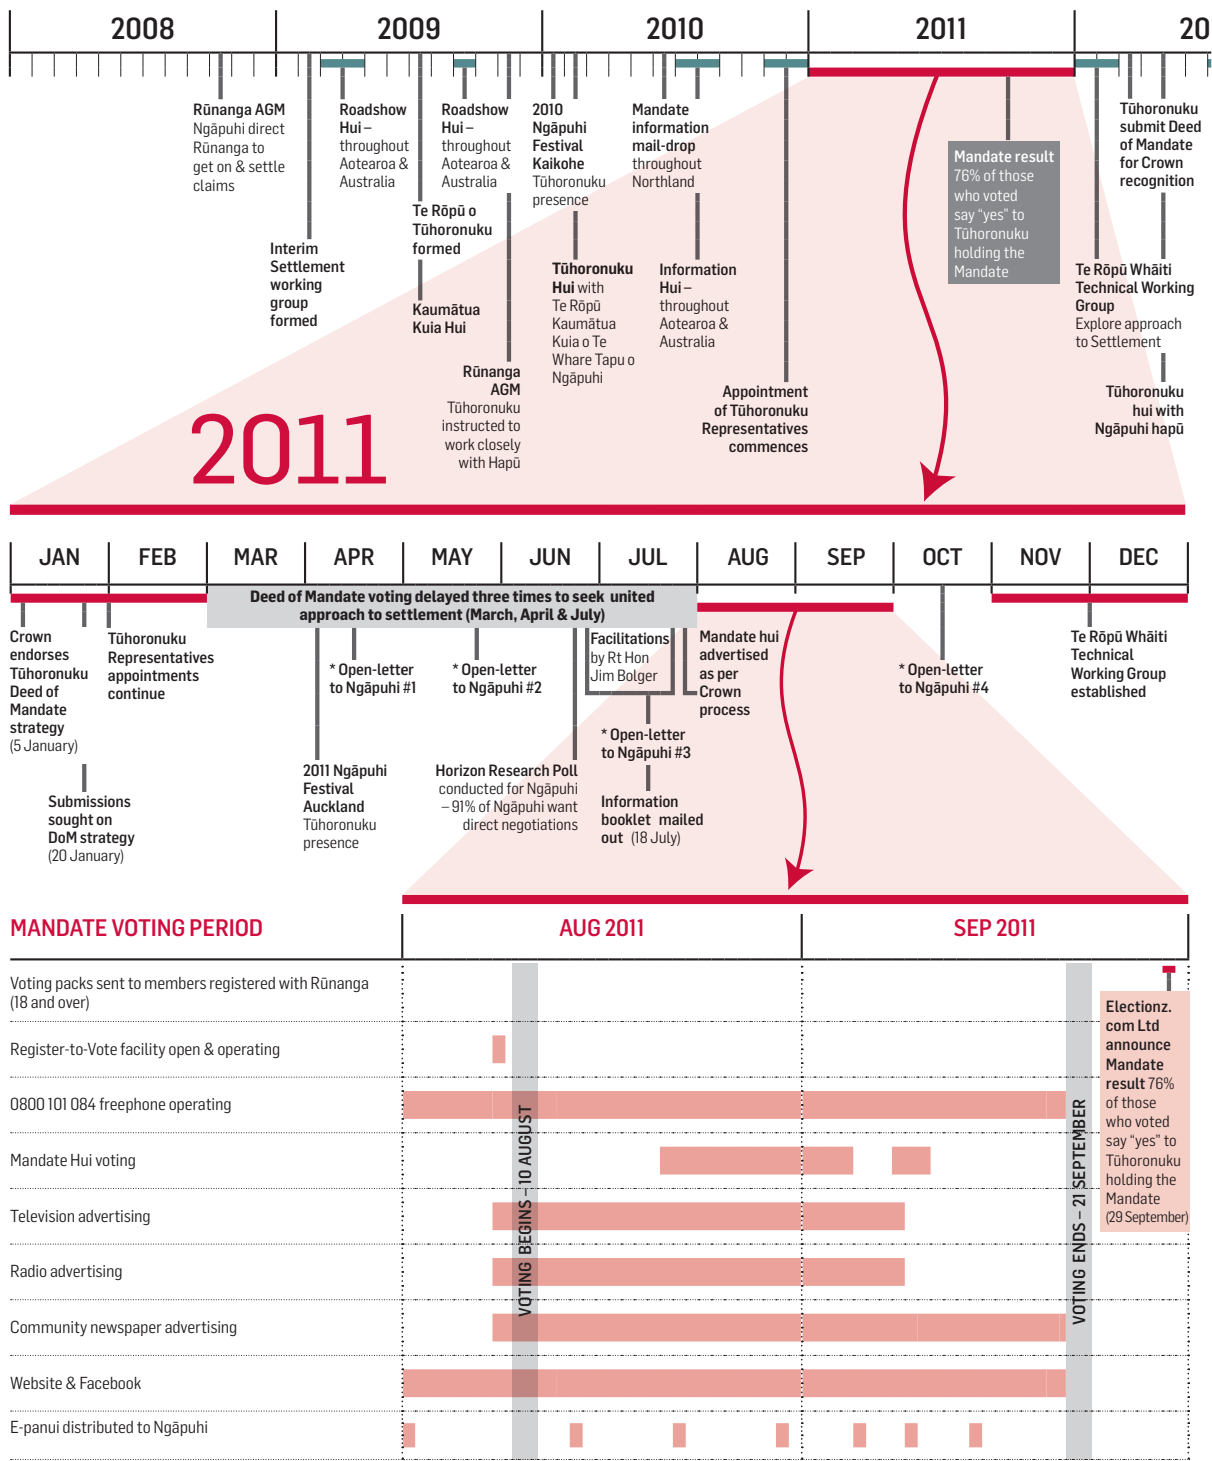 2008
2009
2010
2011
20
Rūnanga AGM
Ngāpuhi direct
Rūnanga to
get on & settle
claims
Interim
Settlement
working
group
formed
Roadshow
Hui –
throughout
Aotearoa &
Australia
Te Rōpū o
Tūhoronuku
formed
Kaumātua
Kuia Hui
Roadshow
Hui –
throughout
Aotearoa &
Australia
Rūnanga
AGM
Tūhoronuku
instructed to
work closely
with Hapū
2010
Ngāpuhi
Festival
Kaikohe
Tūhoronuku
presence
Tūhoronuku
Hui with
Te Rōpū
Kaumātua
Kuia o Te
Whare Tapu o
Ngāpuhi
Mandate
information
mail-drop
throughout
Northland
Information
Hui –
throughout
Aotearoa &
Australia
Appointment
of Tūhoronuku
Representatives
commences
Mandate result
76% of those
who voted
say “yes” to
Tūhoronuku
holding the
Mandate
Tūhoronuku
submit Deed
of Mandate
for Crown
recognition
Te Rōpū Whāiti
Technical Working
Group
Explore approach
to Settlement
Tūhoronuku
hui with
Ngāpuhi hapū
2011
JAN
FEB
MAR
APR
MAY
JUN
JUL
AUG
SEP
OCT
NOV
DEC
Deed of Mandate voting delayed three times to seek united
approach to settlement (March, April & July)
Crown
endorses
Tūhoronuku
Deed of
Mandate
strategy
(5 January)
Submissions
sought on
DoM strategy
(20 January)
Tūhoronuku
Representatives
appointments
continue
2011 Ngāpuhi
Festival
Auckland
Tūhoronuku
presence
* Open-letter
to Ngāpuhi #1
* Open-letter
to Ngāpuhi #2
Horizon Research Poll
conducted for Ngāpuhi
– 91% of Ngāpuhi want
direct negotiations
Facilitations
by Rt Hon
Jim Bolger
* Open-letter
to Ngāpuhi #3
Information
booklet mailed
out (18 July)
Mandate hui
advertised
as per
Crown
process
* Open-letter
to Ngāpuhi #4
Te Rōpū Whāiti
Technical
Working Group
established
MANDATE VOTING PERIOD
AUG 2011
SEP 2011
Voting packs sent to members registered with Rūnanga
(18 and over)
Register-to-Vote facility open & operating
0800 101 084 freephone operating
Mandate Hui voting
Television advertising
Radio advertising
Community newspaper advertising
Website & Facebook
E-panui distributed to Ngāpuhi
VOTING BEGINS – 10 AUGUST
VOTING ENDS – 21 SEPTEMBER
Electionz.
com Ltd
announce
Mandate
result 76%
of those
who voted
say “yes” to
Tūhoronuku
holding the
Mandate
(29 September)